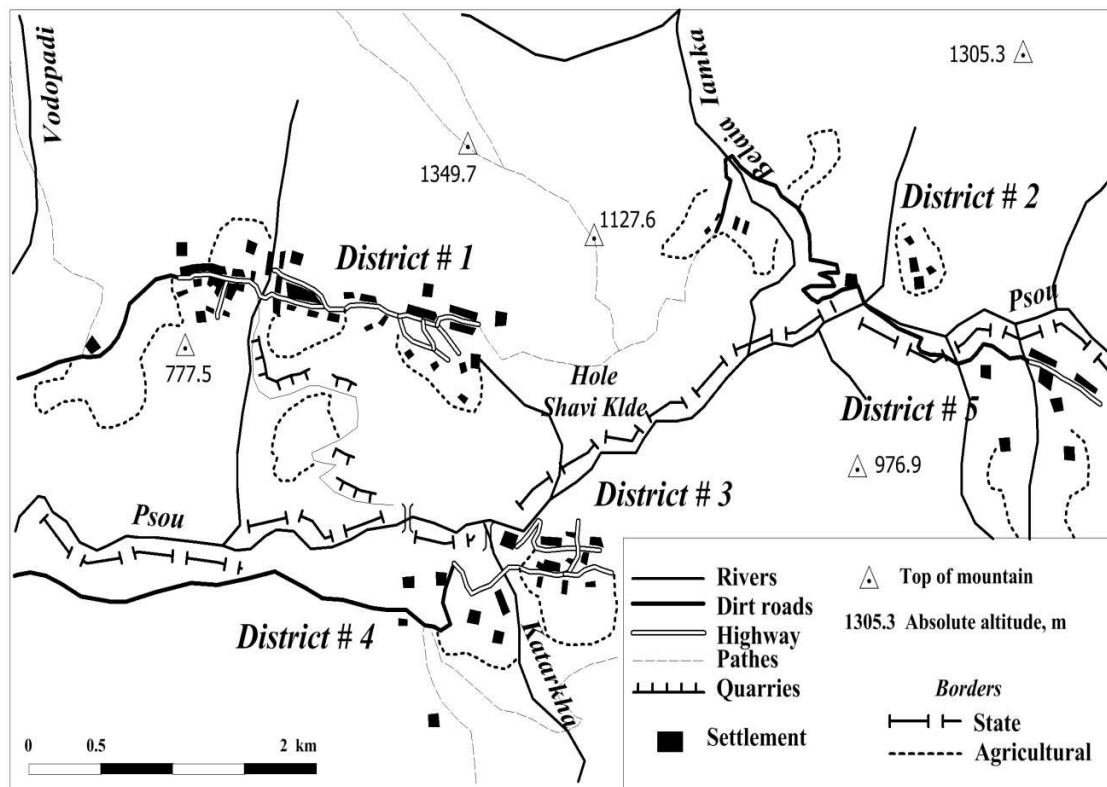 Vodopadi
Iamka
Belaia
1305.3
1349.7
1127.6
District # 2
District # 1
Psou
777.5
Hole
Shavi Klde
District # 5
976.9
District # 3
Psou
District # 4
Katarkha
Rivers
Dirt roads
Highway
Pathes
Quarries
Settlement
Top of mountain
1305.3 Absolute altitude, m
Borders
State
Agricultural
0 0.5 2 km